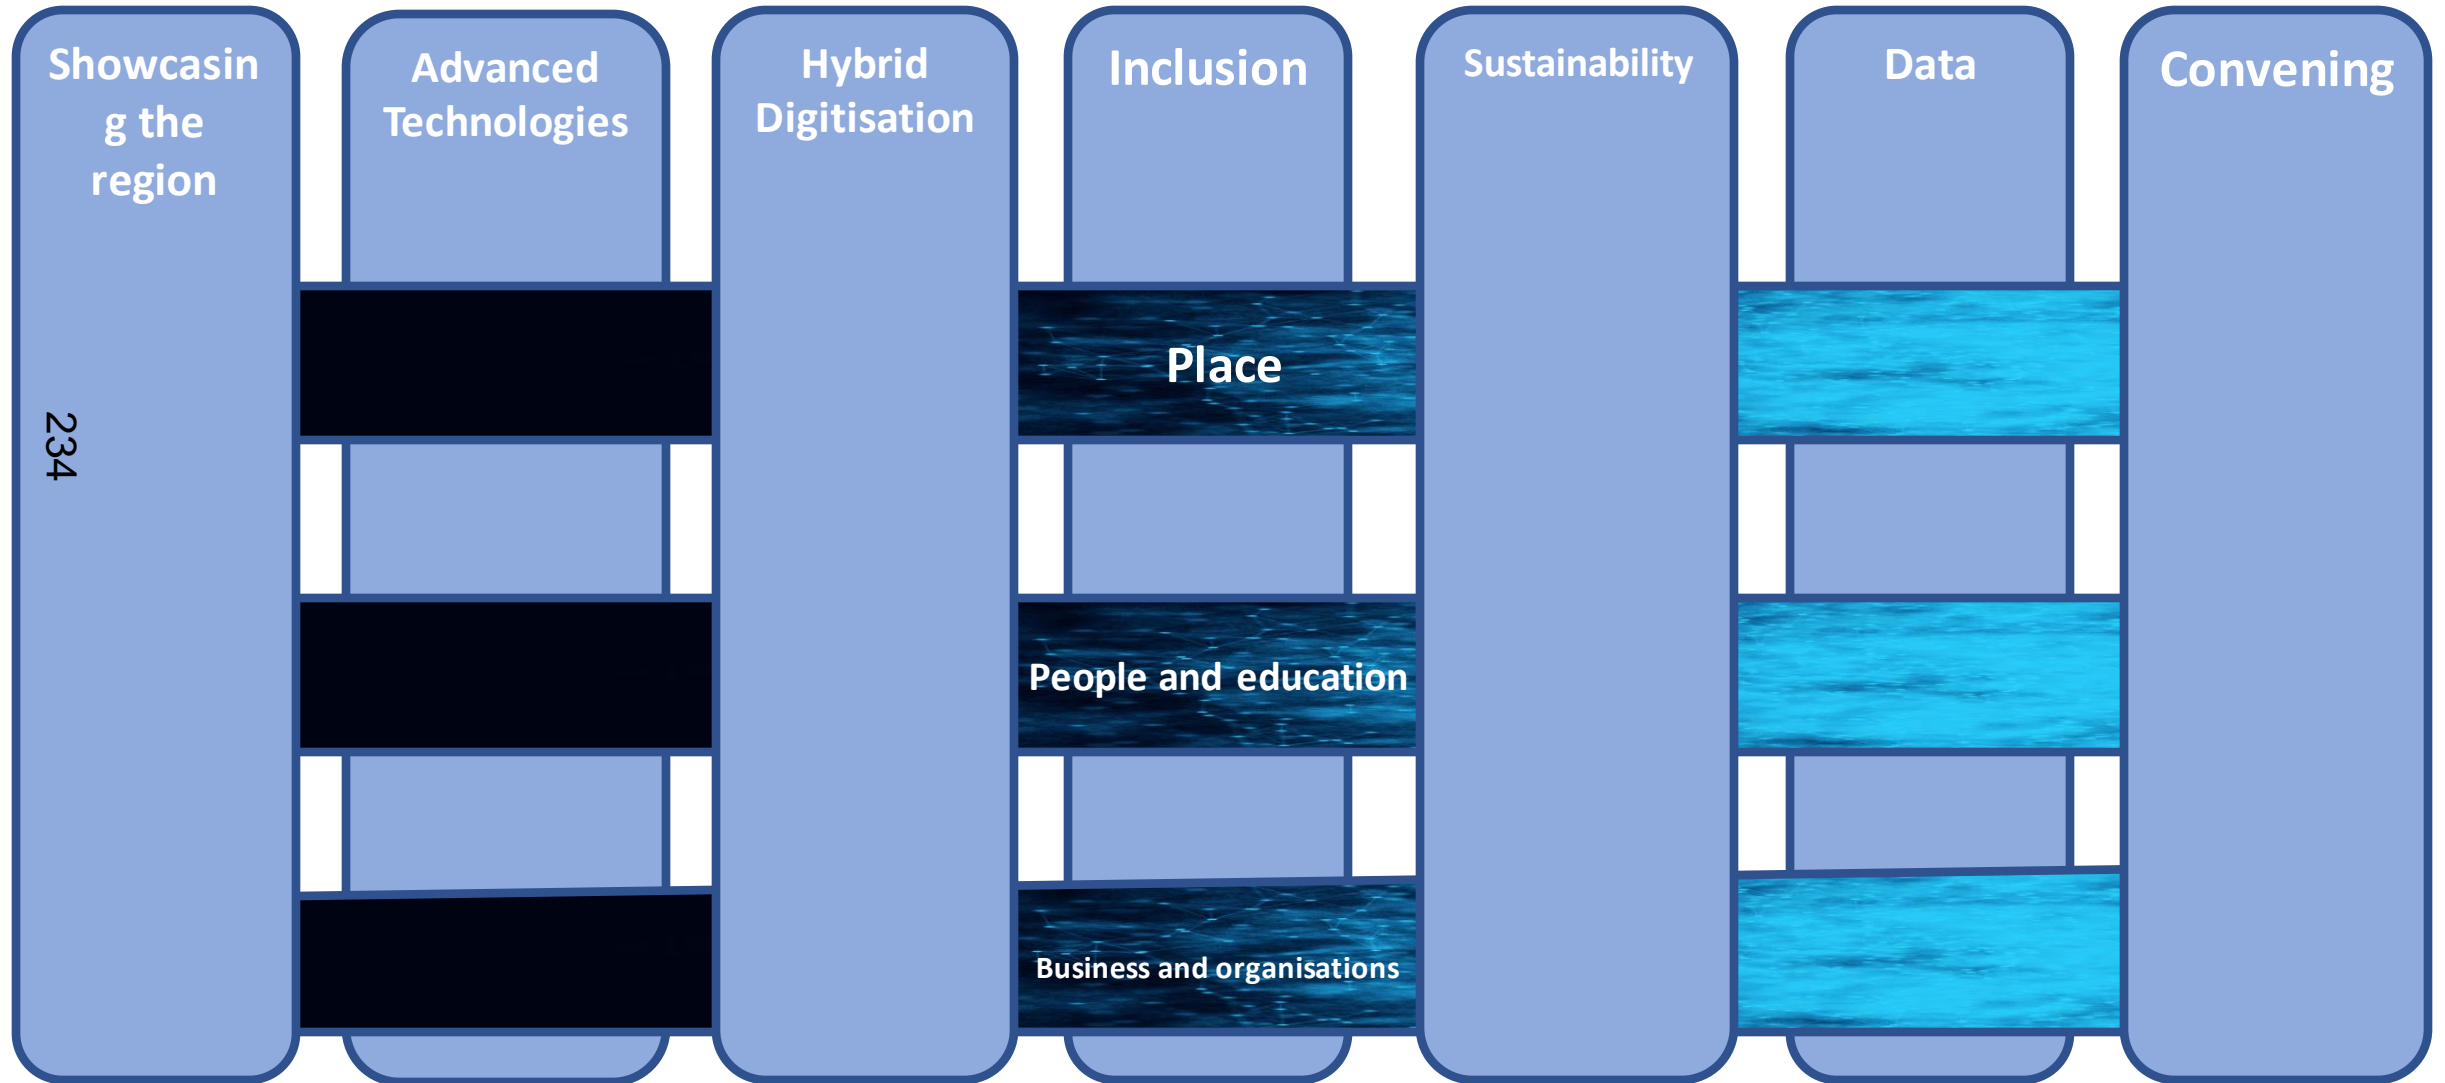 Showcasin
g the
region
Advanced
Technologies
Hybrid
Digitisation
Inclusion
Sustainability
Data
Convening
Place
234
People and education
Business and organisations